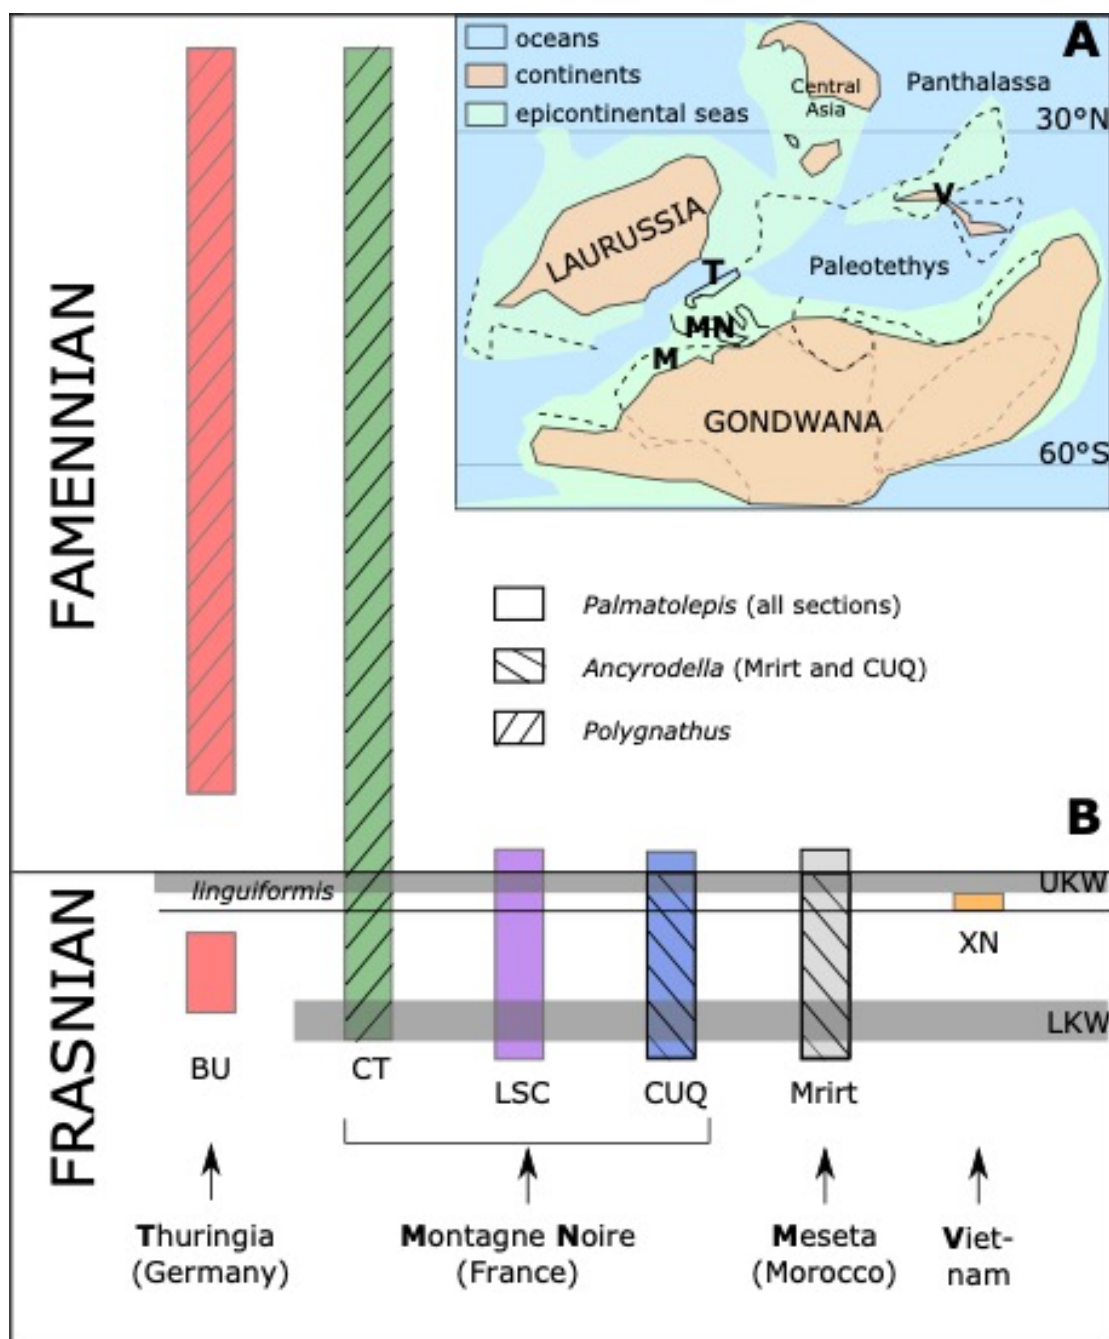 A
oceans
continents
epicontinental seas
Central
Asia
Panthalassa
30°N
LAURUSSIA
V
T
Paleotethys
MN
M
GONDWANA
60°S
FAMENNIAN
Palmatolepis (all sections)
Ancyrodella (Mrirt and CUQ)
Polygnathus
B
FRASNIAN
linguiformis
UKW
XN
LKW
BU
CT
LSC
CUQ
Mrirt
Thuringia
(Germany)
Montagne Noire
(France)
Meseta
(Morocco)
Viet-
nam